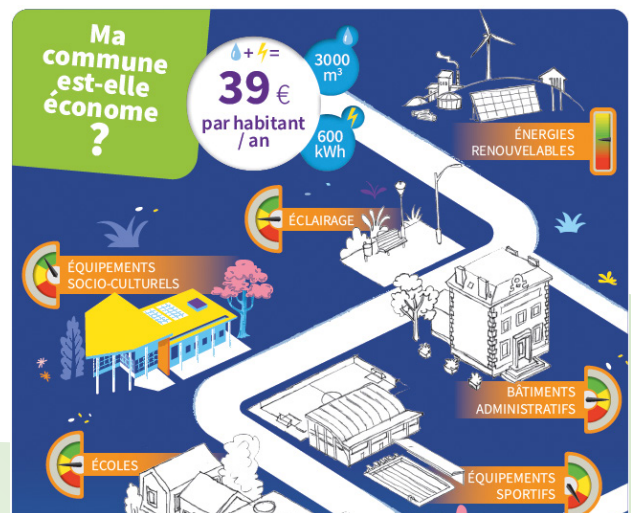 Ma
commune
est-elle
économe
?
+ =
39 €
par habitant
/ an
3000
m³
600
kWh
ÉNERGIES
RENOUVELABLES
ÉCLAIRAGE
ÉQUIPEMENTS
SOCIO-CULTURELS
BÂTIMENTS
ADMINISTRATIFS
ÉCOLES
ÉQUIPEMENTS
SPORTIFS